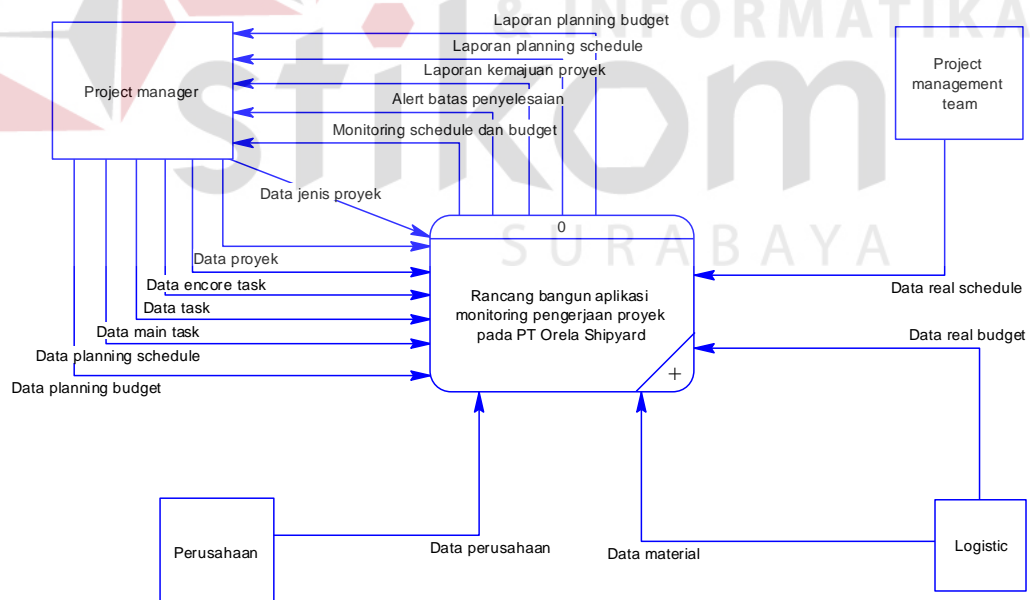 & INFORMATIKA
stikom
SURABAYA
Laporan planning budget
Laporan planning schedule
Laporan kemajuan proyek
Alert batas penyelesaian
Monitoring schedule dan budget
Project manager
Project
management
team
Data jenis proyek
0
Data proyek
Data encore task
Data task
Data main task
Data planning schedule
Data planning budget
Rancang bangun aplikasi
monitoring pengerjaan proyek
pada PT Orela Shipyard
+
Data real schedule
Data real budget
Perusahaan
Data perusahaan
Data material
Logistic